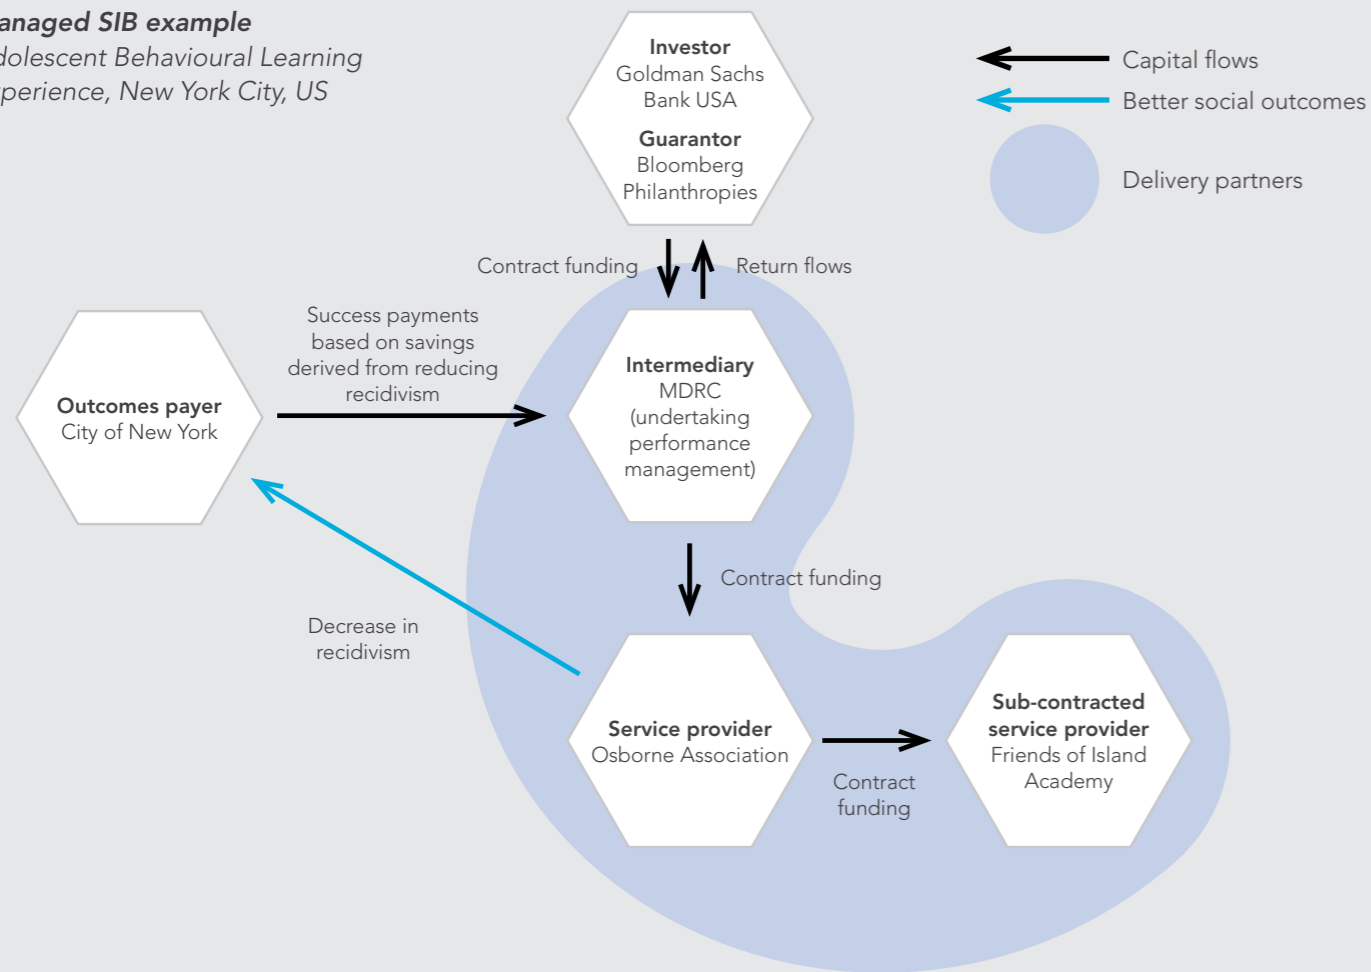 anaged SIB example
dolescent Behavioural Learning
xperience, New York City, US
Investor
Goldman Sachs
Bank USA
Guarantor
Bloomberg
Philanthropies
Capital flows
Better social outcomes
Delivery partners
Contract funding
Return flows
Success payments
based on savings
derived from reducing
recidivism
Outcomes payer
City of New York
Intermediary
MDRC
(undertaking
performance
management)
Contract funding
Decrease in
recidivism
Service provider
Osborne Association
Contract
funding
Sub-contracted
service provider
Friends of Island
Academy